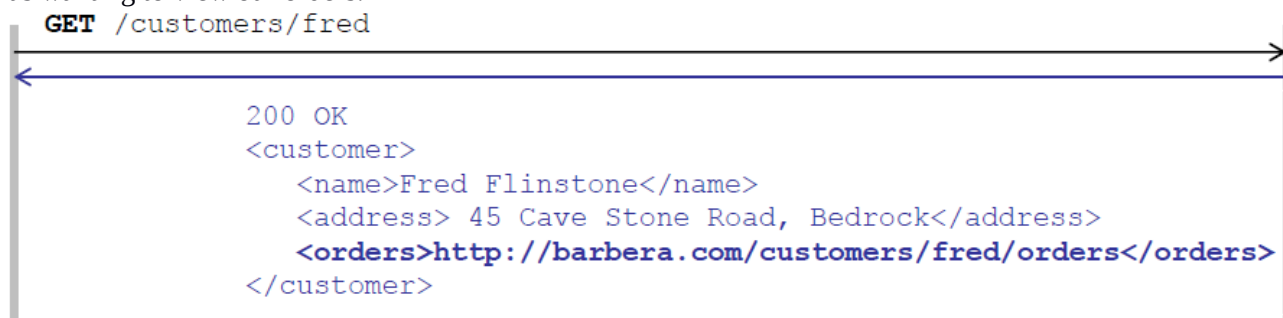 GET /customers/fred
200 OK
<customer>
<name>Fred Flinstone</name>
<address> 45 Cave Stone Road, Bedrock</address>
<orders>http://barbera.com/customers/fred/orders</orders>
</customer>